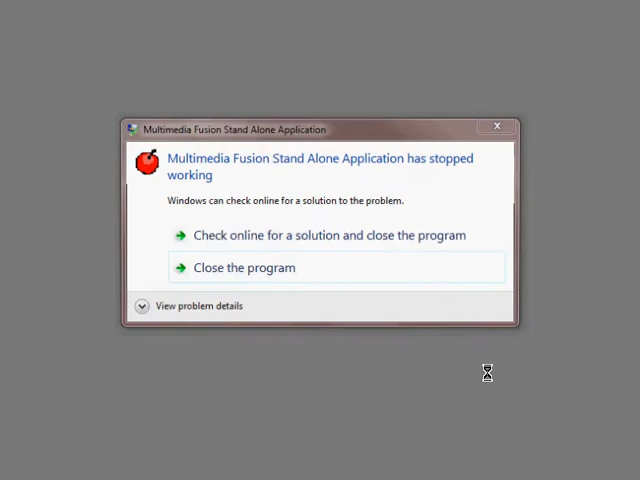 Multimedia Fusion Stand Alone Application
Multimedia Fusion Stand Alone Application has stopped
working
Windows can check online for a solution to the problem.
Check online for a solution and close the program
Close the program
View problem details